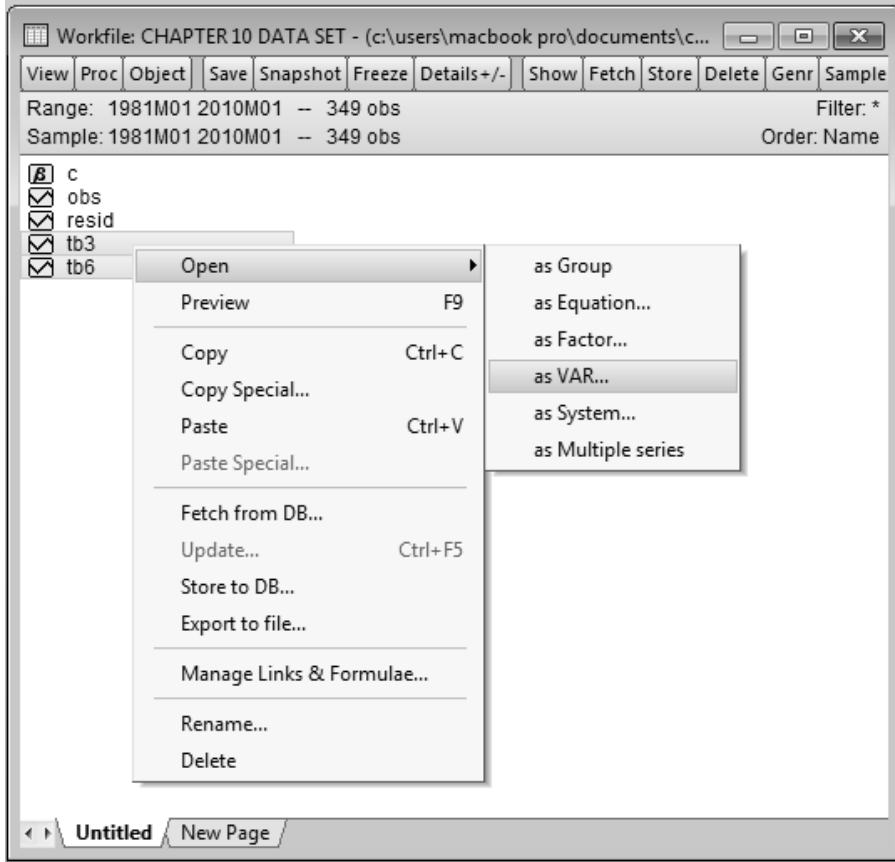 Workfile: CHAPTER 10 DATA SET - (c:\users\macbook pro\documents\c...
View Proc Object Save Snapshot Freeze Details+/- Show Fetch Store Delete Genr Sample
Range: 1981M01 2010M01 -- 349 obs Filter: *
Sample: 1981M01 2010M01 -- 349 obs Order: Name
β c
obs
resid
tb3
tb6
Open
Preview F9
Copy Ctrl+C
Copy Special...
Paste Ctrl+V
Paste Special...
Fetch from DB...
Update... Ctrl+F5
Store to DB...
Export to file...
Manage Links & Formulae...
Rename...
Delete
as Group
as Equation...
as Factor...
as VAR...
as System...
as Multiple series
Untitled New Page